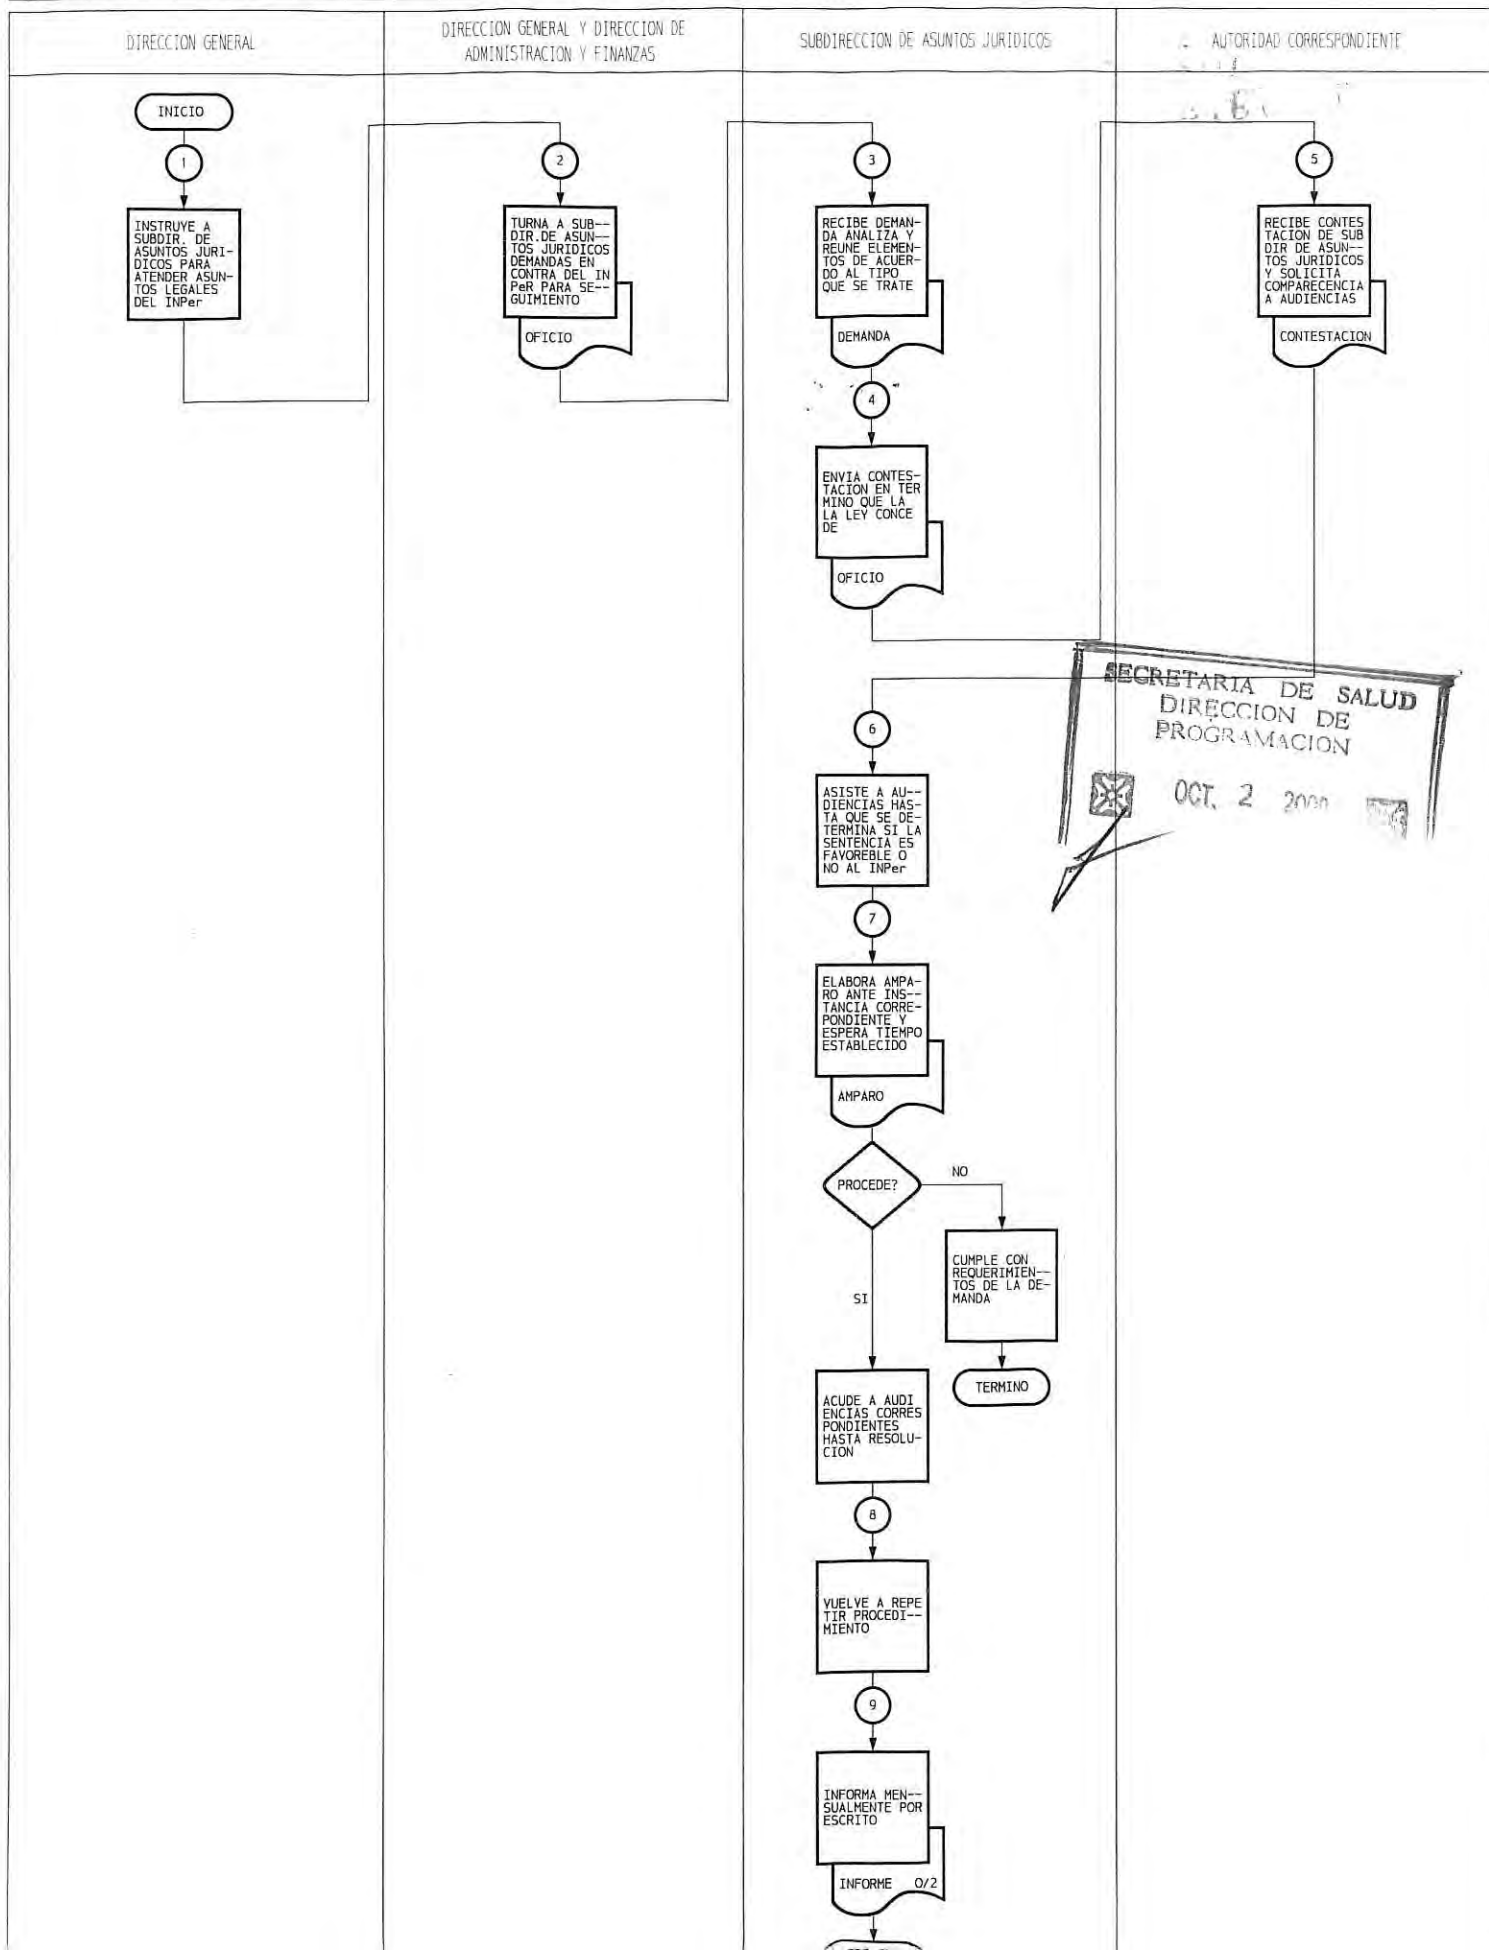 DIRECCION GENERAL
DIRECCION GENERAL Y DIRECCION DE
ADMINISTRACION Y FINANZAS
SUBDIRECCION DE ASUNTOS JURIDICOS
AUTORIDAD CORRESPONDIENTE
INICIO
1
INSTRUYE A
SUBDIR. DE
ASUNTOS JURI-
DICOS PARA
ATENDER ASUN-
TOS LEGALES
DEL INPer
2
TURNA A SUB--
DIR.DE ASUN--
TOS JURIDICOS
DEMANDAS EN
CONTRA DEL IN
PeR PARA SE--
GUIMIENTO
OFICIO
3
RECIBE DEMAN-
DA ANALIZA Y
REUNE ELEMEN-
TOS DE ACUER-
DO AL TIPO
QUE SE TRATE
DEMANDA
4
ENVIA CONTES-
TACION EN TER
MINO QUE LA
LA LEY CONCE
DE
OFICIO
5
RECIBE CONTES
TACION DE SUB
DIR DE ASUN--
TOS JURIDICOS
Y SOLICITA
COMPARECENCIA
A AUDIENCIAS
CONTESTACION
SECRETARIA DE SALUD
DIRECCION DE
PROGRAMACION
OCT. 2
6
ASISTE A AU--
DIENCIAS HAS-
TA QUE SE DE-
TERMINA SI LA
SENTENCIA ES
FAVOREBLE O
NO AL INPer
7
ELABORA AMPA-
RO ANTE INS--
TANCIA CORRE-
PONDIENTE Y
ESPERA TIEMPO
ESTABLECIDO
AMPARO
PROCEDE?
NO
CUMPLE CON
REQUERIMIEN--
TOS DE LA DE-
MANDA
TERMINO
SI
ACUDE A AUDI
ENCIAS CORRES
PONDIENTES
HASTA RESOLU-
CION
8
VUELVE A REPE
TIR PROCEDI--
MIENTO
9
INFORMA MEN--
SUALMENTE POR
ESCRITO
INFORME O/2